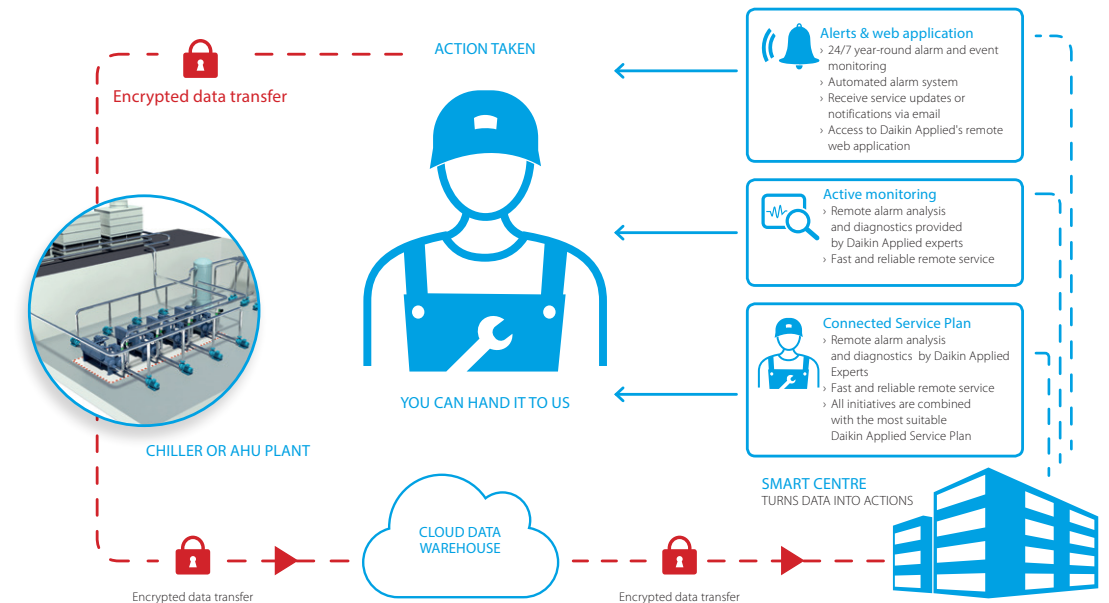 ACTION TAKEN
Encrypted data transfer
Alerts & web application
› 24/7 year-round alarm and event
monitoring
› Automated alarm system
› Receive service updates or
notifications via email
› Access to Daikin Applied's remote
web application
Active monitoring
› Remote alarm analysis
and diagnostics provided
by Daikin Applied experts
› Fast and reliable remote service
Connected Service Plan
› Remote alarm analysis
and diagnostics by Daikin Applied
Experts
› Fast and reliable remote service
› All initiatives are combined
with the most suitable
Daikin Applied Service Plan
YOU CAN HAND IT TO US
CHILLER OR AHU PLANT
SMART CENTRE
TURNS DATA INTO ACTIONS
CLOUD DATA
WAREHOUSE
Encrypted data transfer
Encrypted data transfer